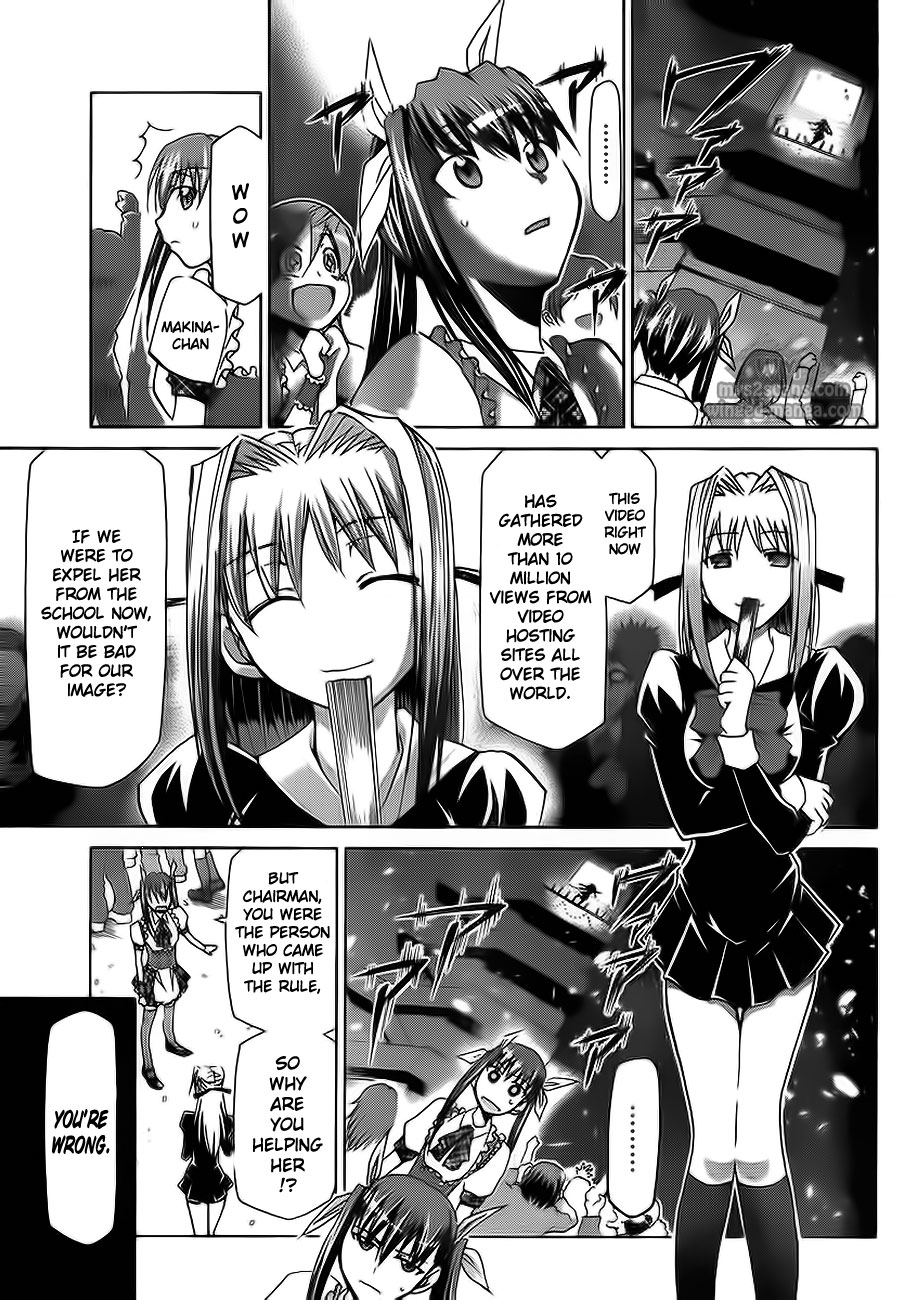 .........
WOW
MAKINA-
CHAN
mrs2scans.com
winged-manga.com
THIS
VIDEO
RIGHT
NOW
HAS
GATHERED
MORE
THAN 10
MILLION
VIEWS FROM
VIDEO
HOSTING
SITES ALL
OVER THE
WORLD.
IF WE
WERE TO
EXPEL HER
FROM THE
SCHOOL NOW,
WOULDN'T
IT BE BAD
FOR OUR
IMAGE?
.........
BUT
CHAIRMAN,
YOU WERE
THE PERSON
WHO CAME
UP WITH
THE RULE,
SO
WHY
ARE
YOU
HELPING
HER
!?
YOU'RE
WRONG.